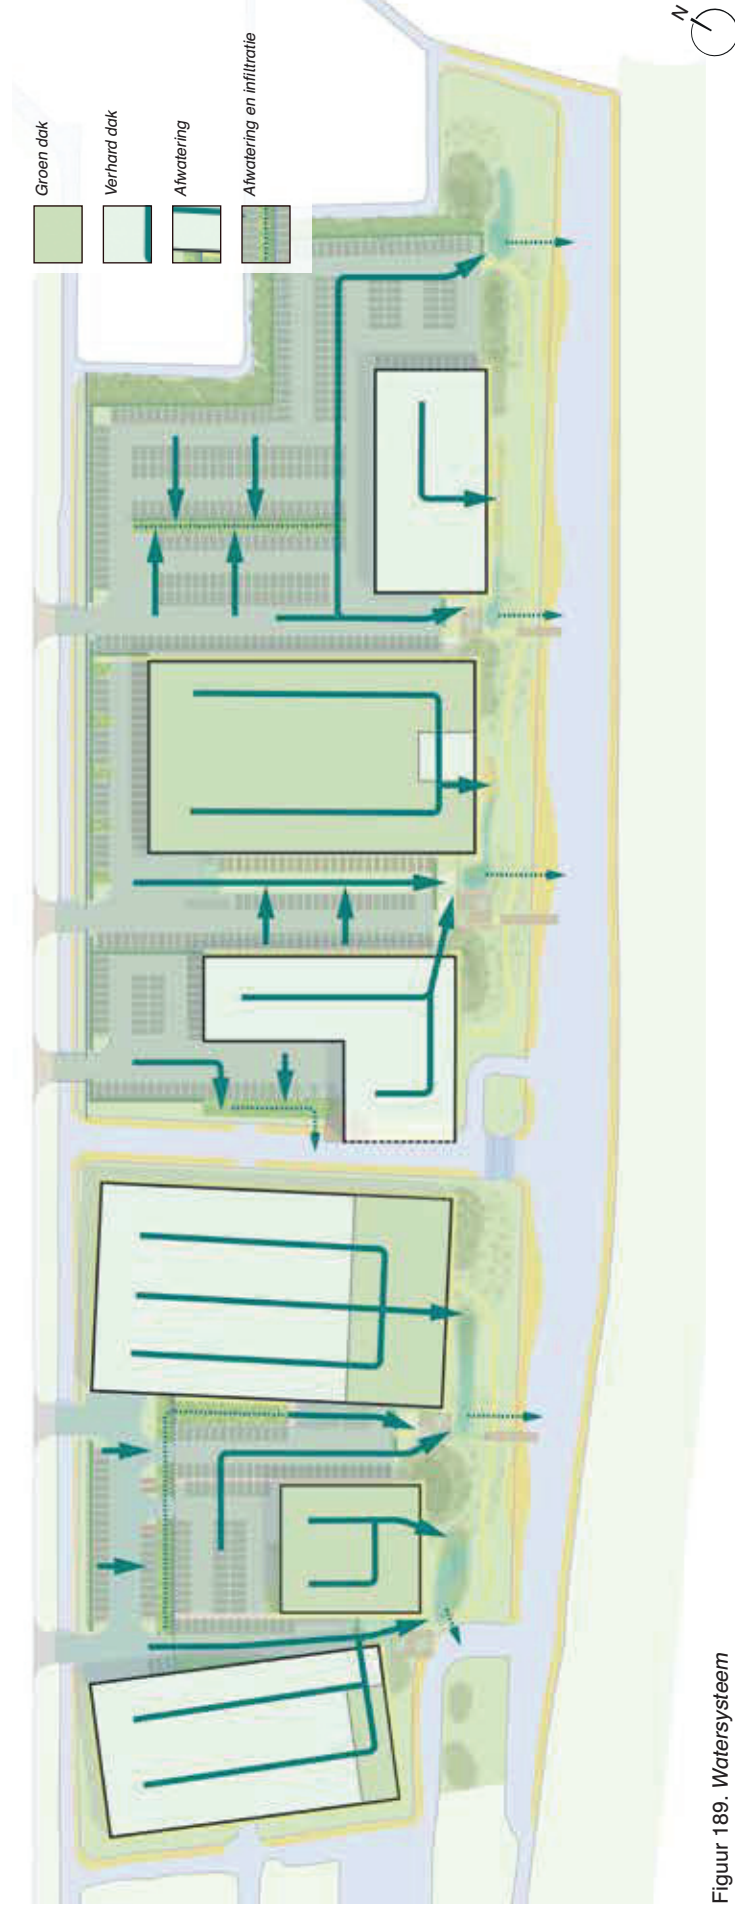 N
Groen dak
Verhard dak
Afwatering
Afwatering en infiltratie
Figuur 189. Watersysteem